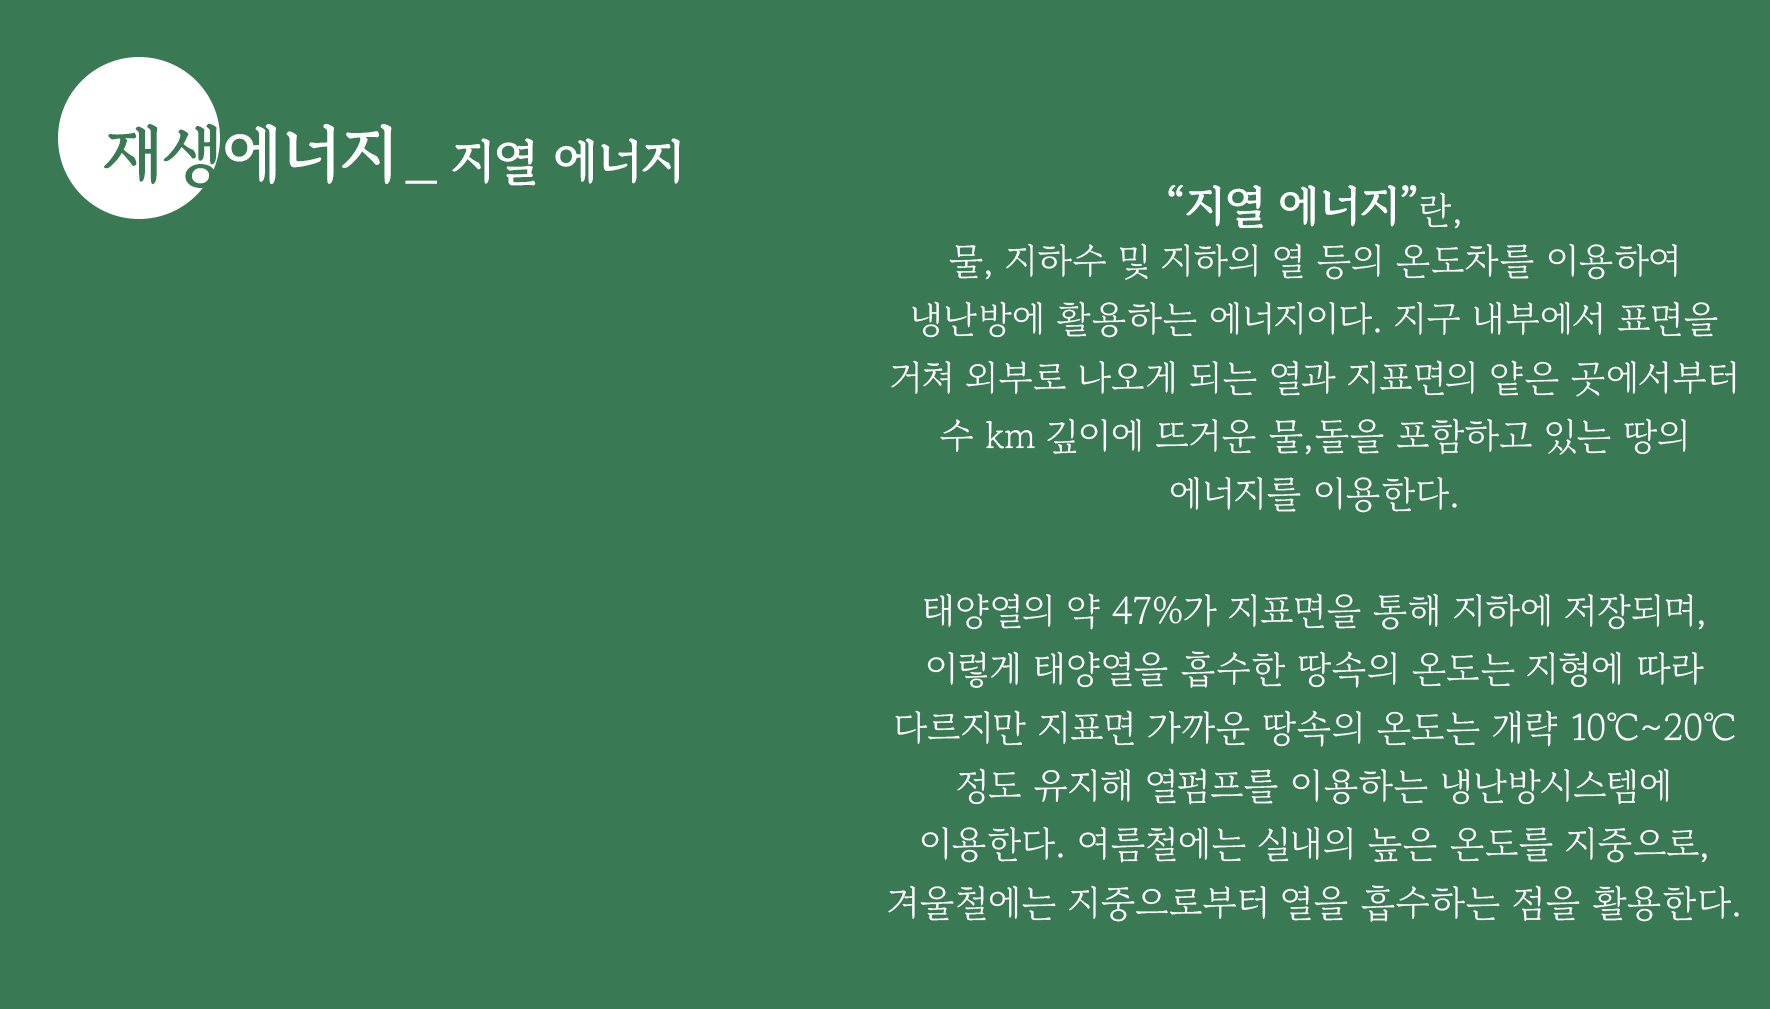 재생에너지 _ 지열 에너지
“지열 에너지”란,
물, 지하수 및 지하의 열 등의 온도차를 이용하여
냉난방에 활용하는 에너지이다. 지구 내부에서 표면을
거쳐 외부로 나오게 되는 열과 지표면의 얕은 곳에서부터
수 km 깊이에 뜨거운 물,돌을 포함하고 있는 땅의
에너지를 이용한다.
태양열의 약 47%가 지표면을 통해 지하에 저장되며,
이렇게 태양열을 흡수한 땅속의 온도는 지형에 따라
다르지만 지표면 가까운 땅속의 온도는 개략 10℃~20℃
정도 유지해 열펌프를 이용하는 냉난방시스템에
이용한다. 여름철에는 실내의 높은 온도를 지중으로,
겨울철에는 지중으로부터 열을 흡수하는 점을 활용한다.